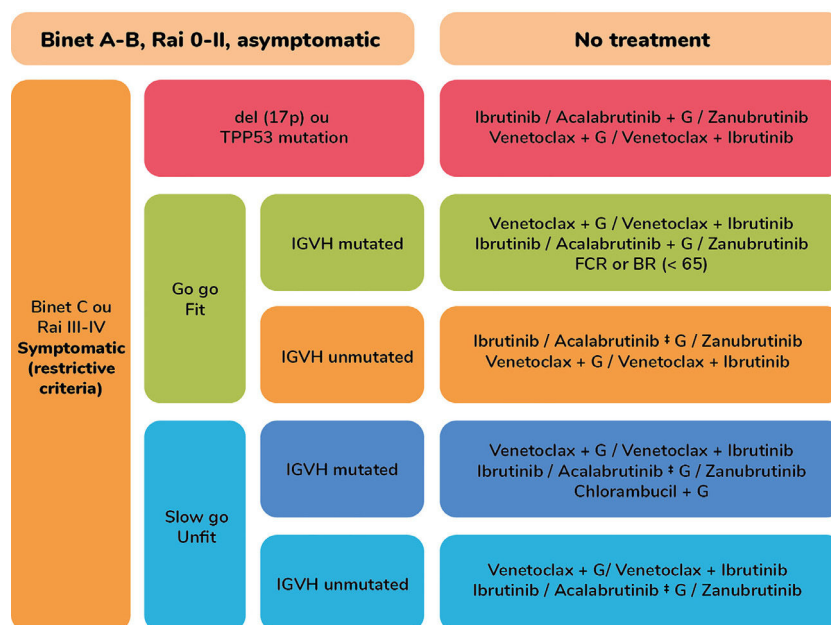 Binet A-B, Rai 0-II, asymptomatic
No treatment
Binet C ou
Rai III-IV
Symptomatic
(restrictive
criteria)
del (17p) ou
TPP53 mutation
Ibrutinib / Acalabrutinib + G / Zanubrutinib
Venetoclax + G / Venetoclax + Ibrutinib
Go go
Fit
IGVH mutated
Venetoclax + G / Venetoclax + Ibrutinib
Ibrutinib / Acalabrutinib + G / Zanubrutinib
FCR or BR (< 65)
IGVH unmutated
Ibrutinib / Acalabrutinib ‡ G / Zanubrutinib
Venetoclax + G / Venetoclax + Ibrutinib
Slow go
Unfit
IGVH mutated
Venetoclax + G / Venetoclax + Ibrutinib
Ibrutinib / Acalabrutinib ‡ G / Zanubrutinib
Chlorambucil + G
IGVH unmutated
Venetoclax + G/ Venetoclax + Ibrutinib
Ibrutinib / Acalabrutinib ‡ G / Zanubrutinib